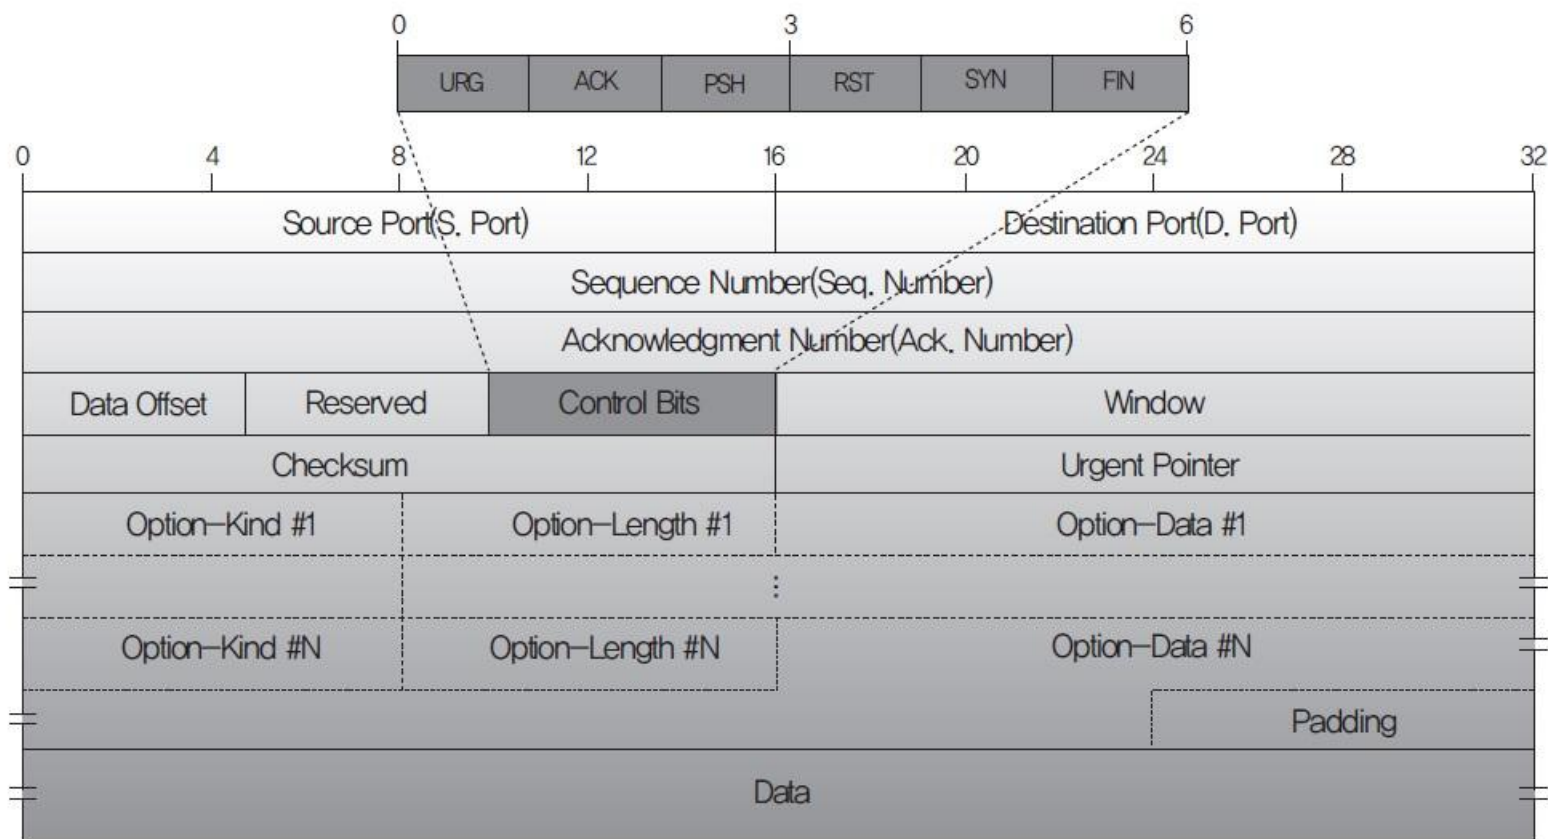 0 3 6
URG ACK PSH RST SYN FIN
0 4 8 12 16 20 24 28 32
Source Port(S. Port) Destination Port(D. Port)
Sequence Number(Seq. Number)
Acknowledgment Number(Ack. Number)
Data Offset Reserved Control Bits Window
Checksum Urgent Pointer
Option-Kind #1 Option-Length #1 Option-Data #1
⋮
Option-Kind #N Option-Length #N Option-Data #N
Padding
Data